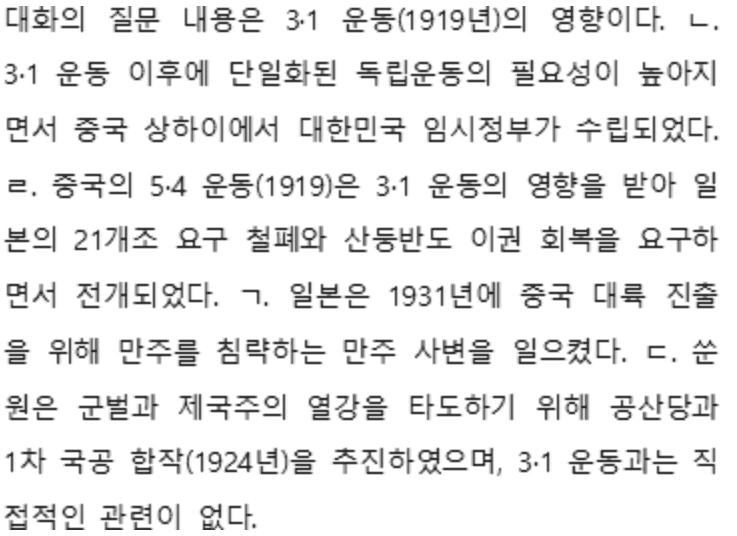 대화의 질문 내용은 3·1 운동(1919년)의 영향이다. ㄴ.
3·1 운동 이후에 단일화된 독립운동의 필요성이 높아지
면서 중국 상하이에서 대한민국 임시정부가 수립되었다.
ㄹ. 중국의 5·4 운동(1919)은 3·1 운동의 영향을 받아 일
본의 21개조 요구 철폐와 산둥반도 이권 회복을 요구하
면서 전개되었다. ㄱ. 일본은 1931년에 중국 대륙 진출
을 위해 만주를 침략하는 만주 사변을 일으켰다. ㄷ. 쑨
원은 군벌과 제국주의 열강을 타도하기 위해 공산당과
1차 국공 합작(1924년)을 추진하였으며, 3·1 운동과는 직
접적인 관련이 없다.